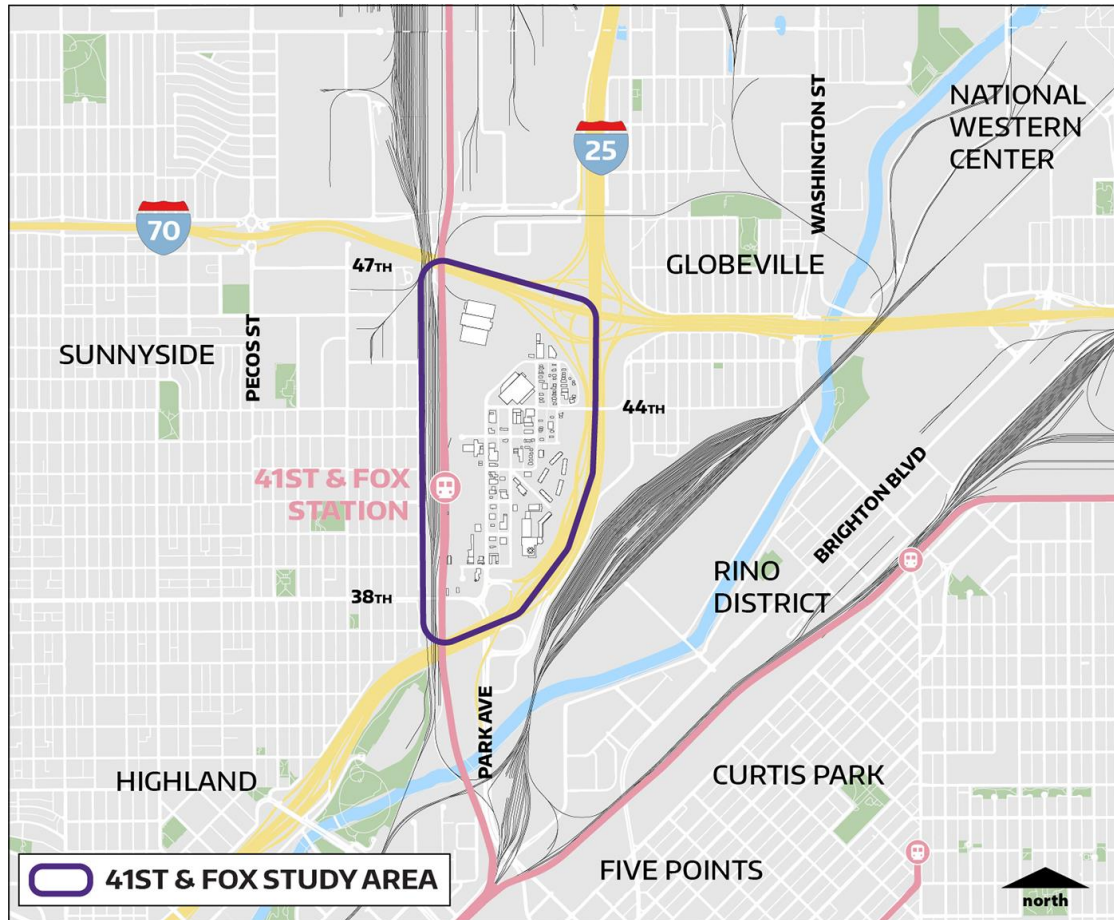 NATIONAL
WESTERN
CENTER
WASHINGTON ST
25
70
GLOBEVILLE
47TH
SUNNYSIDE
PECOS ST
44TH
41ST & FOX
STATION
BRIGHTON BLVD
RINO
DISTRICT
38TH
PARK AVE
HIGHLAND
CURTIS PARK
FIVE POINTS
41ST & FOX STUDY AREA
north